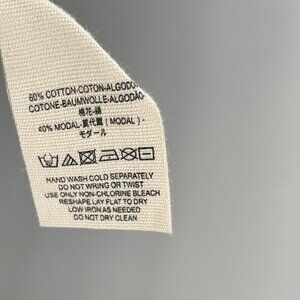 60% COTTON-COTON-ALGODÓN
COTONE-BAUMWOLLE-ALGODÃO
棉花-綿
40% MODAL-莫代爾 ( MODAL ) -
モダール
HAND WASH COLD SEPARATELY
DO NOT WRING OR TWIST
USE ONLY NON-CHLORINE BLEACH
RESHAPE LAY FLAT TO DRY
LOW IRON AS NEEDED
DO NOT DRY CLEAN